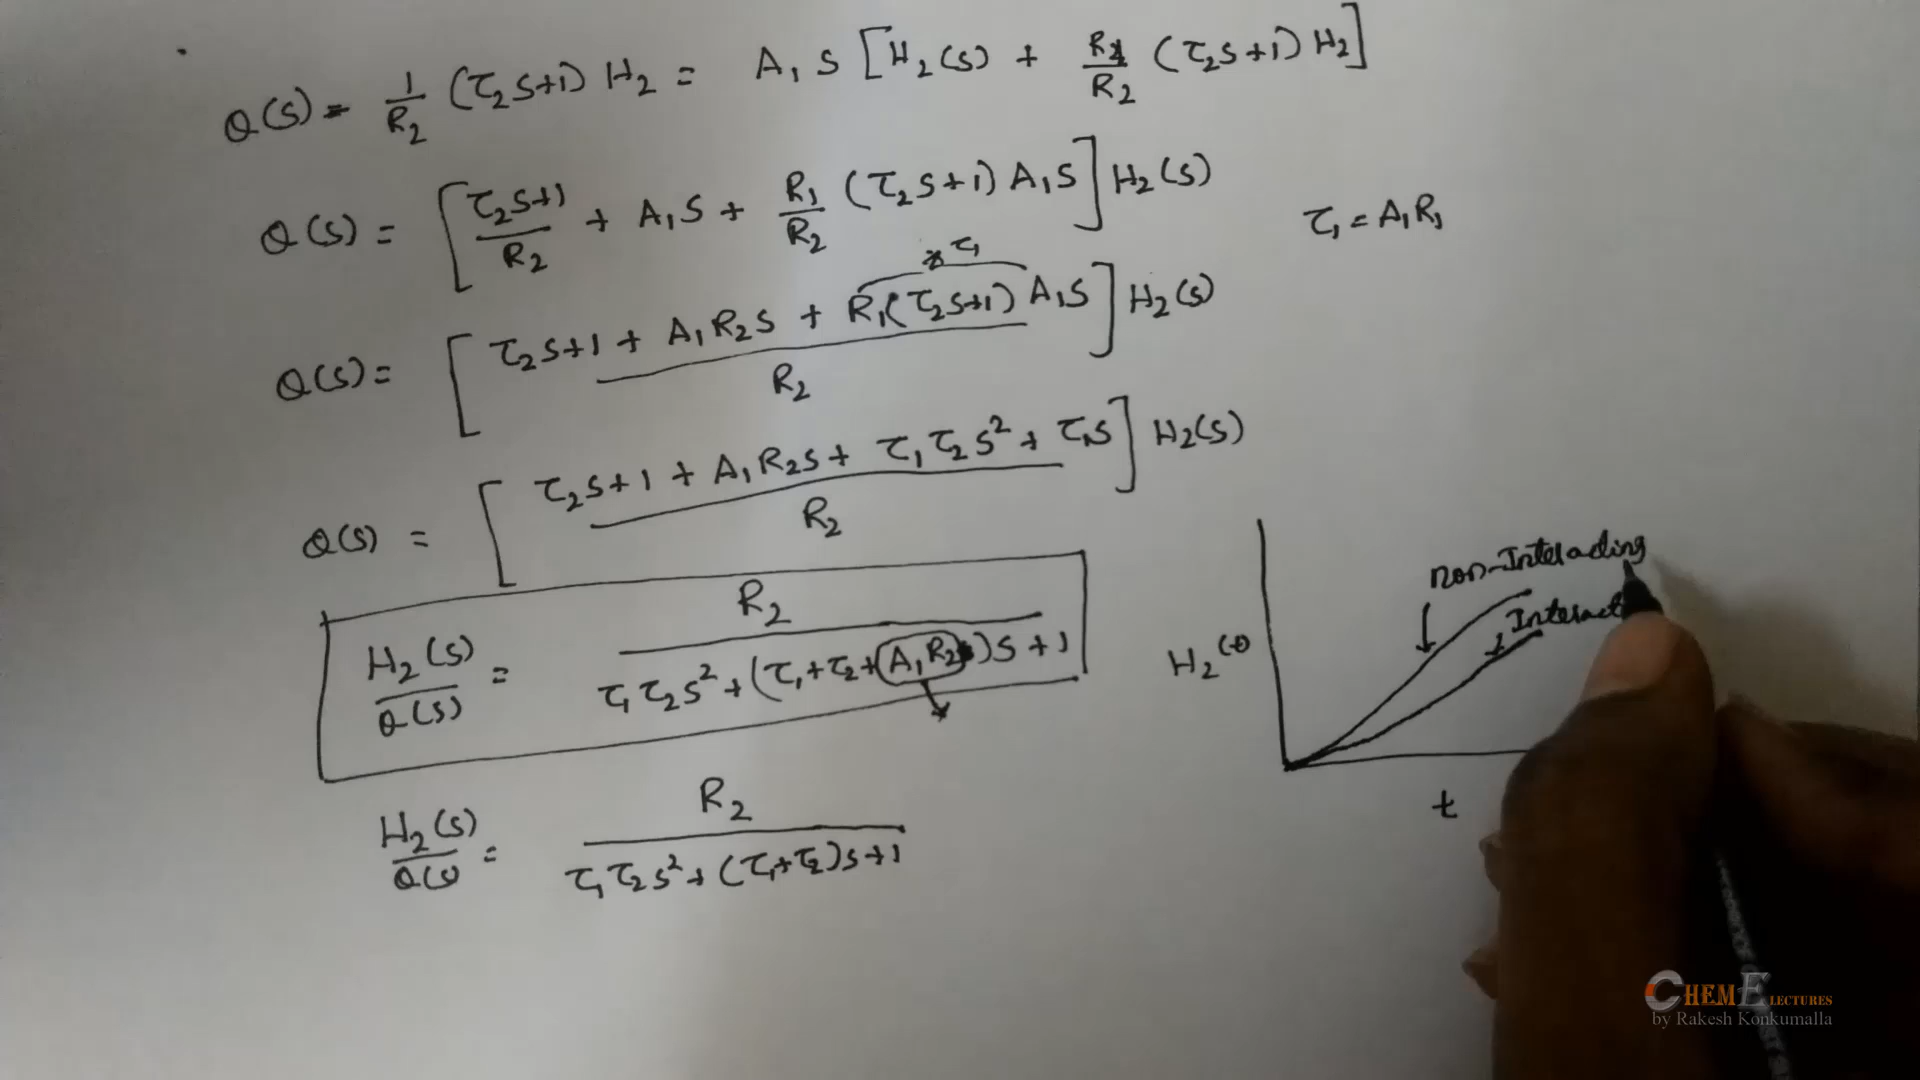 Q(s) - 1/R₂ (τ₂s+1) H₂ = A₁ s [H₂(s) + R₁/R₂ (τ₂s+1) H₂]
Q(s) = [τ₂s+1/R₂ + A₁s + R₁/R₂ (τ₂s+1) A₁s] H₂(s)
τ₁ = A₁R₁
τ₁
Q(s) = [τ₂s+1 + A₁R₂s + R₁(τ₂s+1) A₁s / R₂] H₂(s)
Q(s) = [τ₂s+1 + A₁R₂s + τ₁τ₂s² + τ₁s / R₂] H₂(s)
H₂(s)/Q(s) = R₂ / τ₁τ₂s² + (τ₁+τ₂+A₁R₂)s+1
H₂(s)/Q(s) = R₂ / τ₁τ₂s² + (τ₁+τ₂)s+1
Non-Interacting
Interact
H₂(t)
t
CHEME LECTURES
by Rakesh Konkumalla